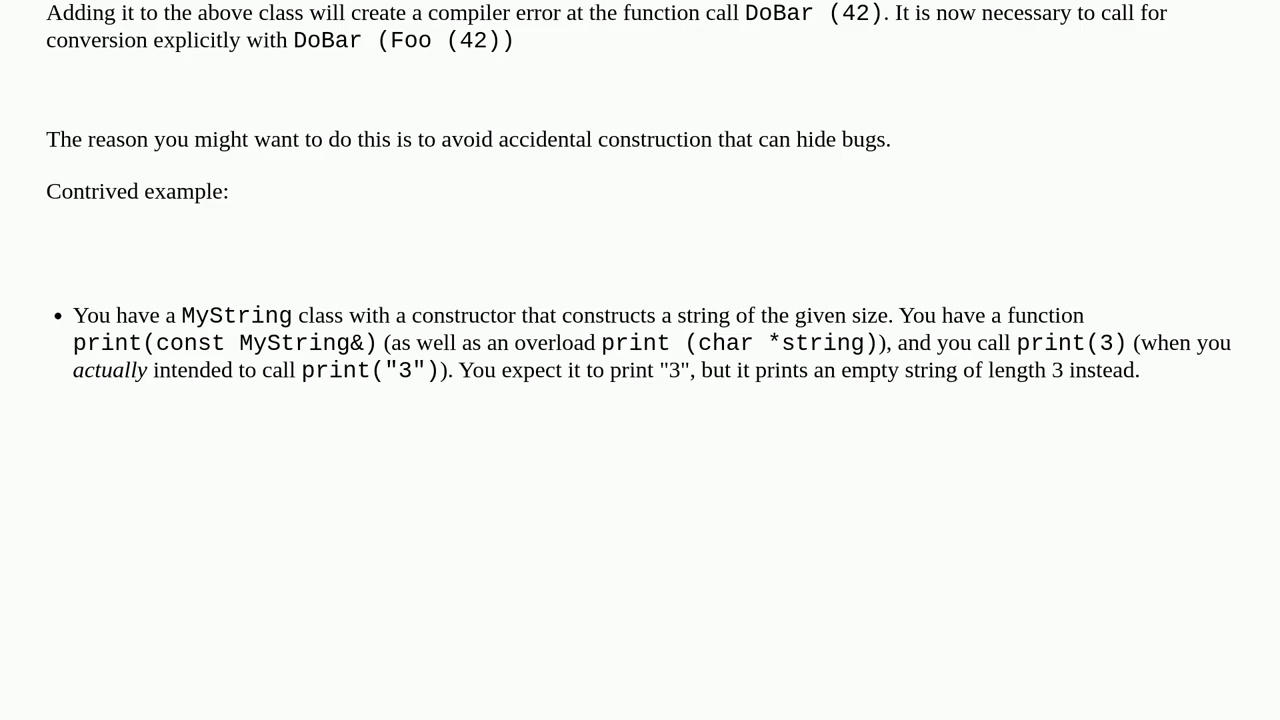 Adding it to the above class will create a compiler error at the function call DoBar (42). It is now necessary to call for
conversion explicitly with DoBar (Foo (42))
The reason you might want to do this is to avoid accidental construction that can hide bugs.
Contrived example:
• You have a MyString class with a constructor that constructs a string of the given size. You have a function
print(const MyString&) (as well as an overload print (char *string)), and you call print(3) (when you
actually intended to call print("3")). You expect it to print "3", but it prints an empty string of length 3 instead.